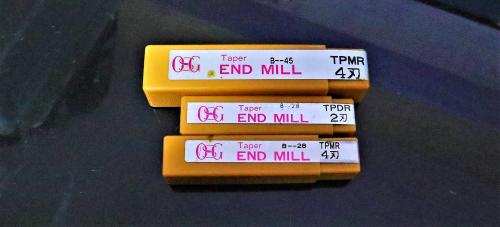 OSG Taper B--45 TPMR
END MILL 4刃
OSG Taper B--28 TPDR
END MILL 2刃
OSG Taper B--28 TPMR
END MILL 4刃